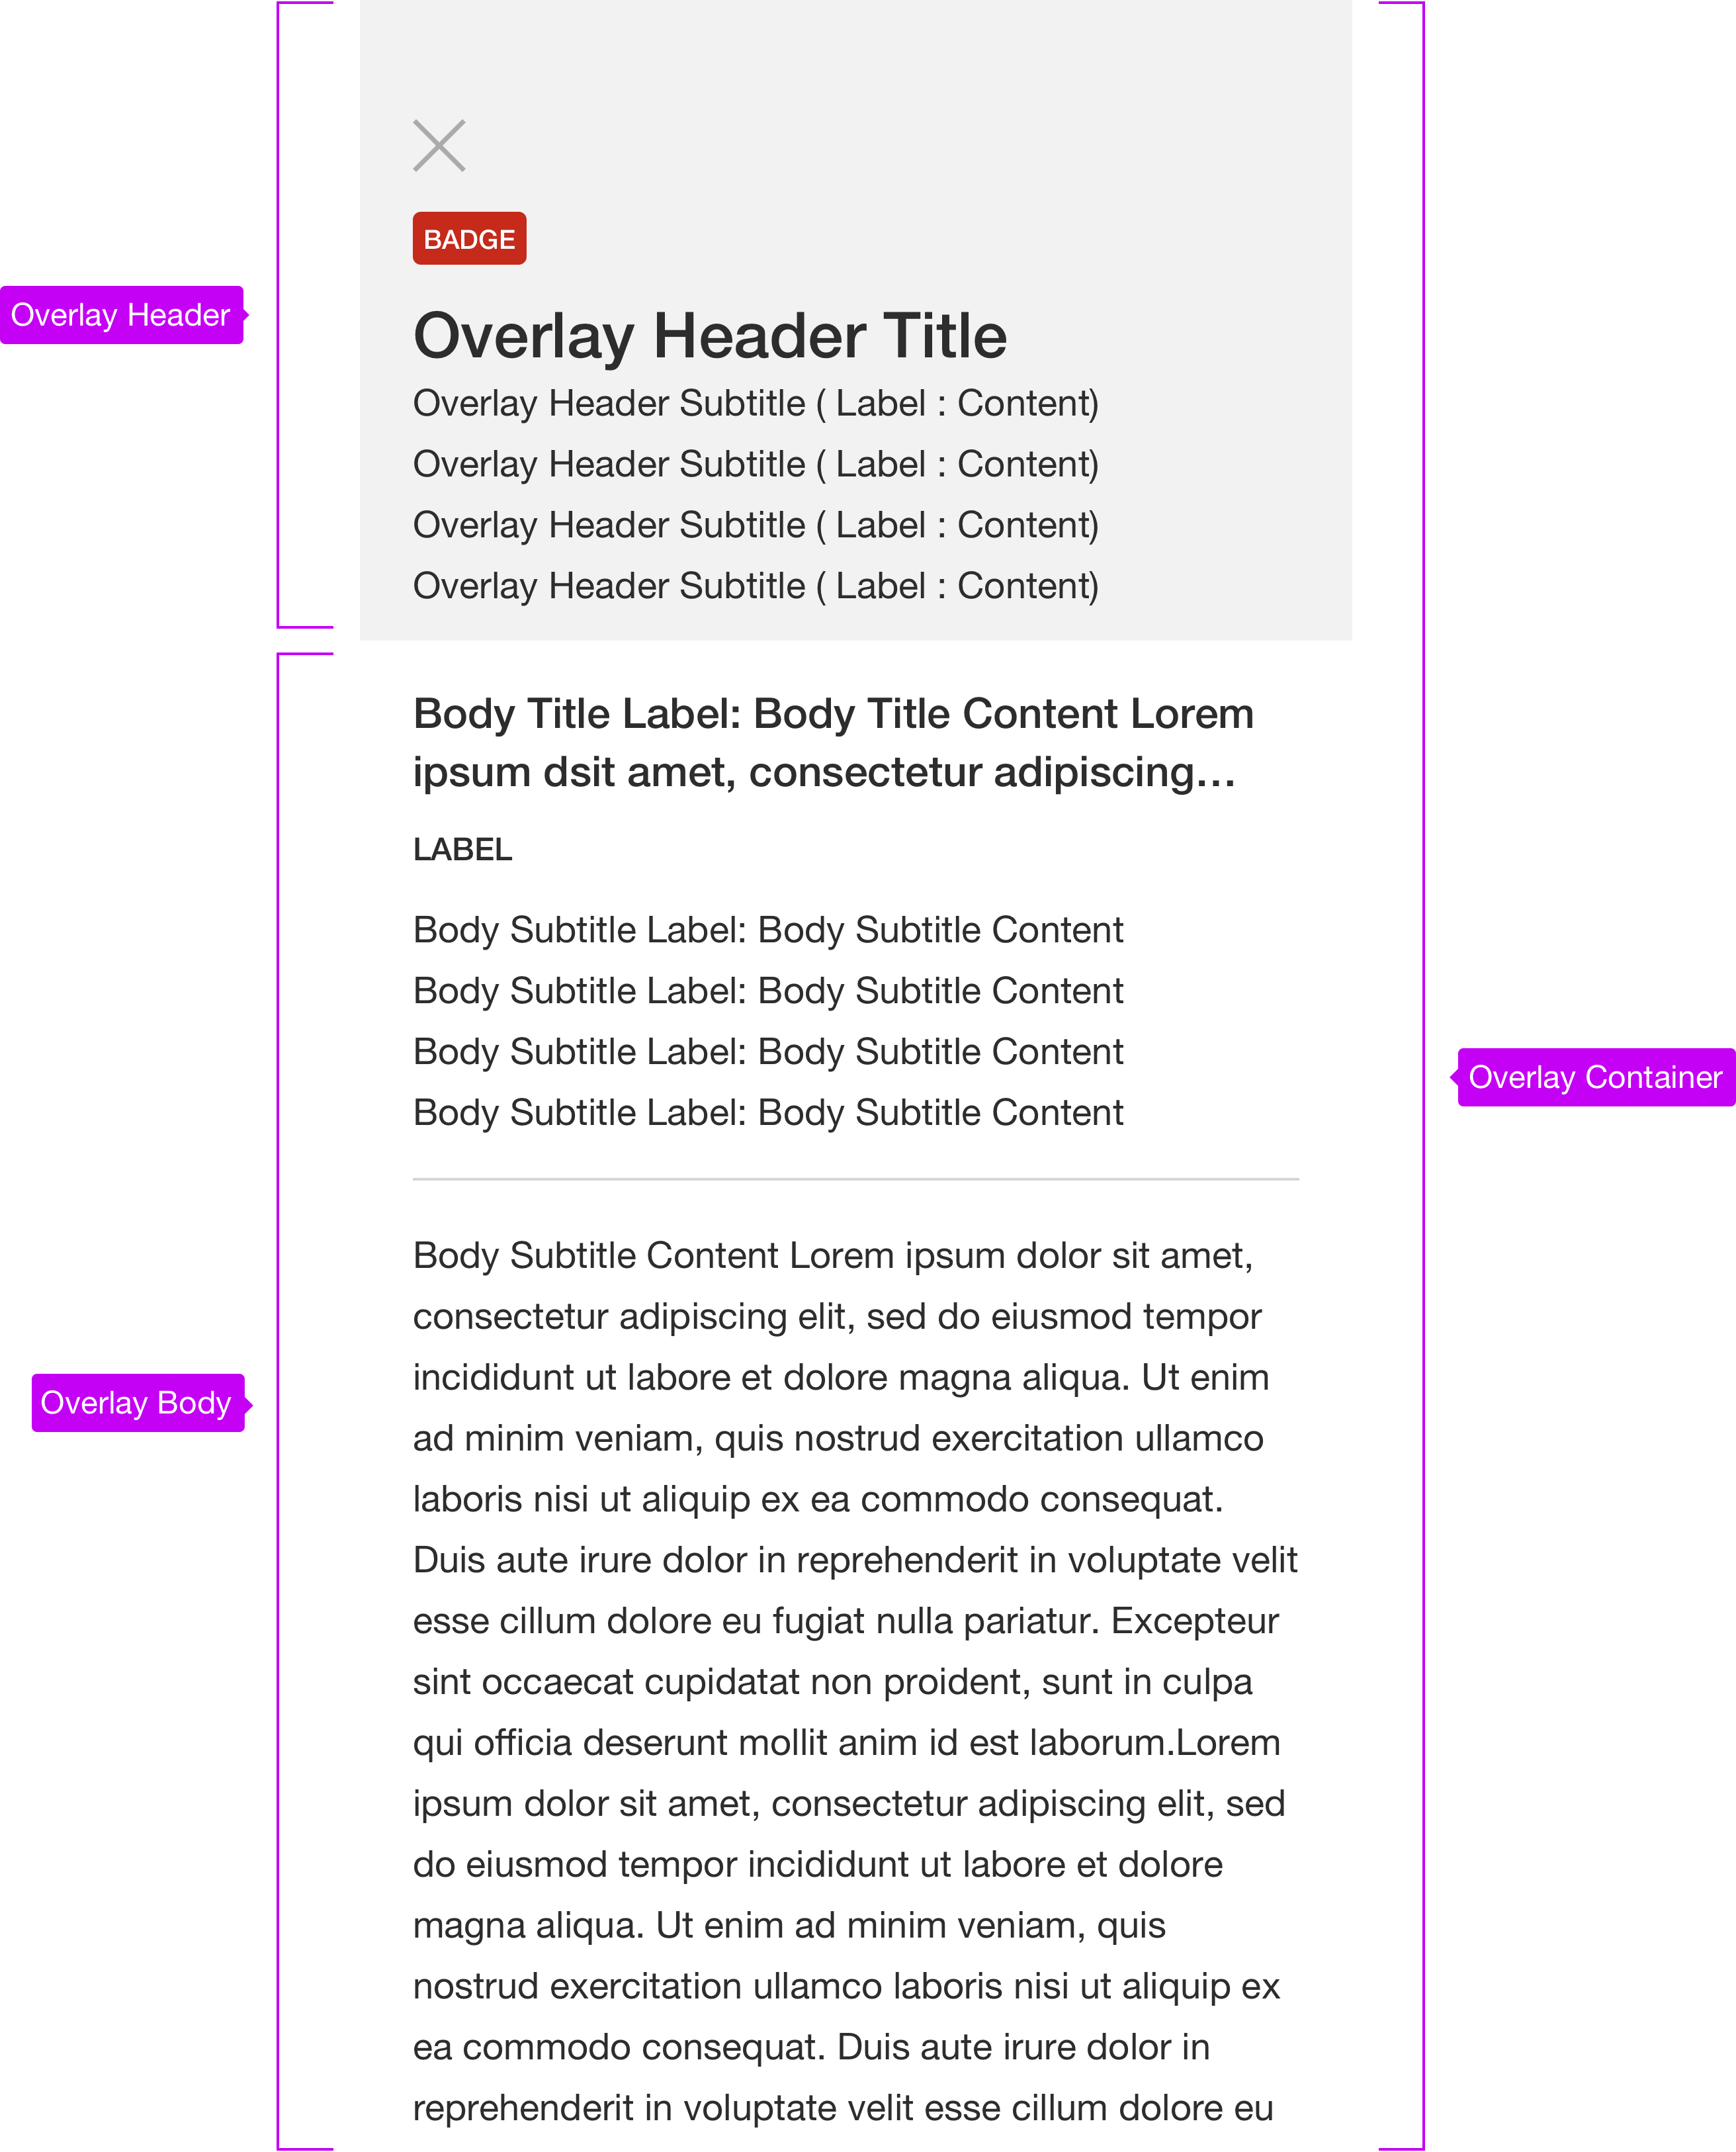 BADGE
Overlay Header
Overlay Header Title
Overlay Header Subtitle ( Label : Content)
Overlay Header Subtitle ( Label : Content)
Overlay Header Subtitle ( Label : Content)
Overlay Header Subtitle ( Label : Content)
Body Title Label: Body Title Content Lorem
ipsum dsit amet, consectetur adipiscing...
LABEL
Body Subtitle Label: Body Subtitle Content
Body Subtitle Label: Body Subtitle Content
Body Subtitle Label: Body Subtitle Content
Overlay Container
Body Subtitle Label: Body Subtitle Content
Body Subtitle Content Lorem ipsum dolor sit amet,
consectetur adipiscing elit, sed do eiusmod tempor
incididunt ut labore et dolore magna aliqua. Ut enim
Overlay Body
ad minim veniam, quis nostrud exercitation ullamco
laboris nisi ut aliquip ex ea commodo consequat.
Duis aute irure dolor in reprehenderit in voluptate velit
esse cillum dolore eu fugiat nulla pariatur. Excepteur
sint occaecat cupidatat non proident, sunt in culpa
qui officia deserunt mollit anim id est laborum.Lorem
ipsum dolor sit amet, consectetur adipiscing elit, sed
do eiusmod tempor incididunt ut labore et dolore
magna aliqua. Ut enim ad minim veniam, quis
nostrud exercitation ullamco laboris nisi ut aliquip ex
ea commodo consequat. Duis aute irure dolor in
reprehenderit in voluptate velit esse cillum dolore eu